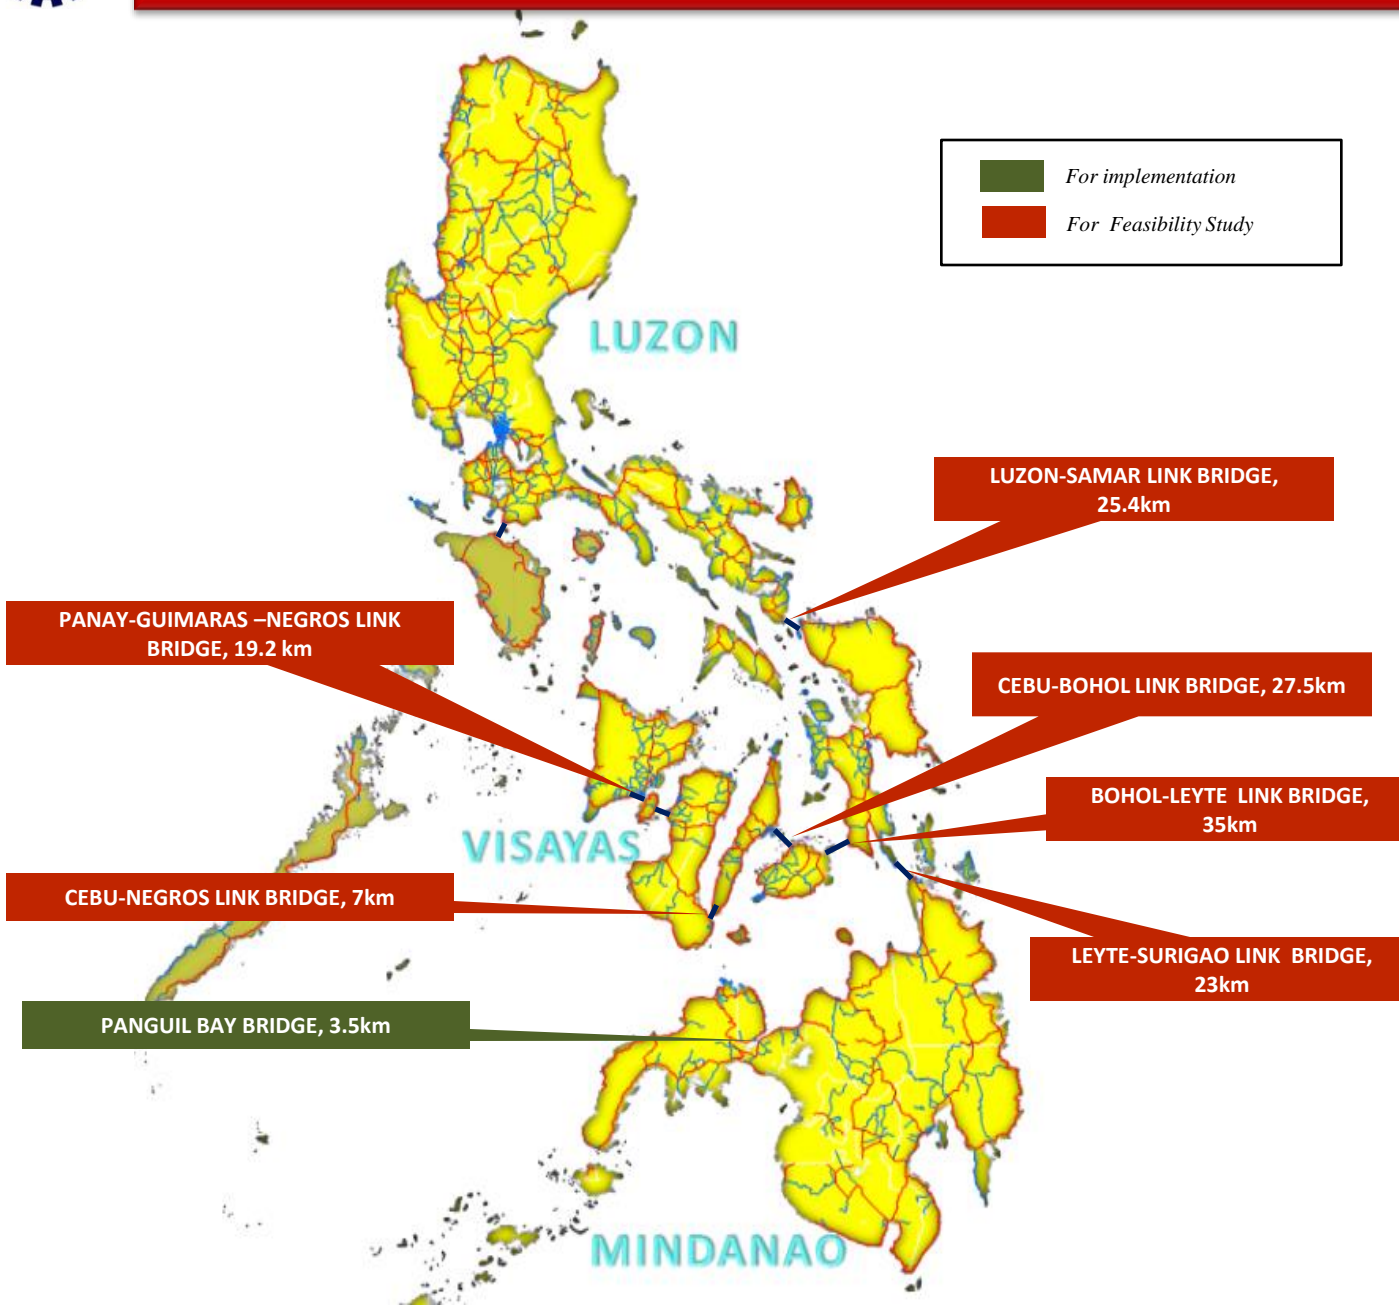 For implementation
For Feasibility Study
LUZON
LUZON-SAMAR LINK BRIDGE,
25.4km
PANAY-GUIMARAS –NEGROS LINK
BRIDGE, 19.2 km
CEBU-BOHOL LINK BRIDGE, 27.5km
BOHOL-LEYTE LINK BRIDGE,
35km
VISAYAS
CEBU-NEGROS LINK BRIDGE, 7km
LEYTE-SURIGAO LINK BRIDGE,
23km
PANGUIL BAY BRIDGE, 3.5km
MINDANAO